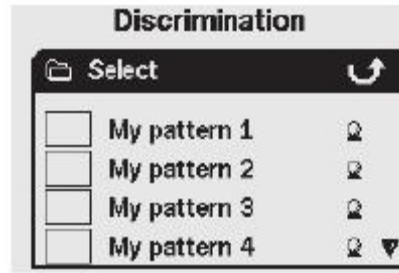 Discrimination
Select
My pattern 1
My pattern 2
My pattern 3
My pattern 4